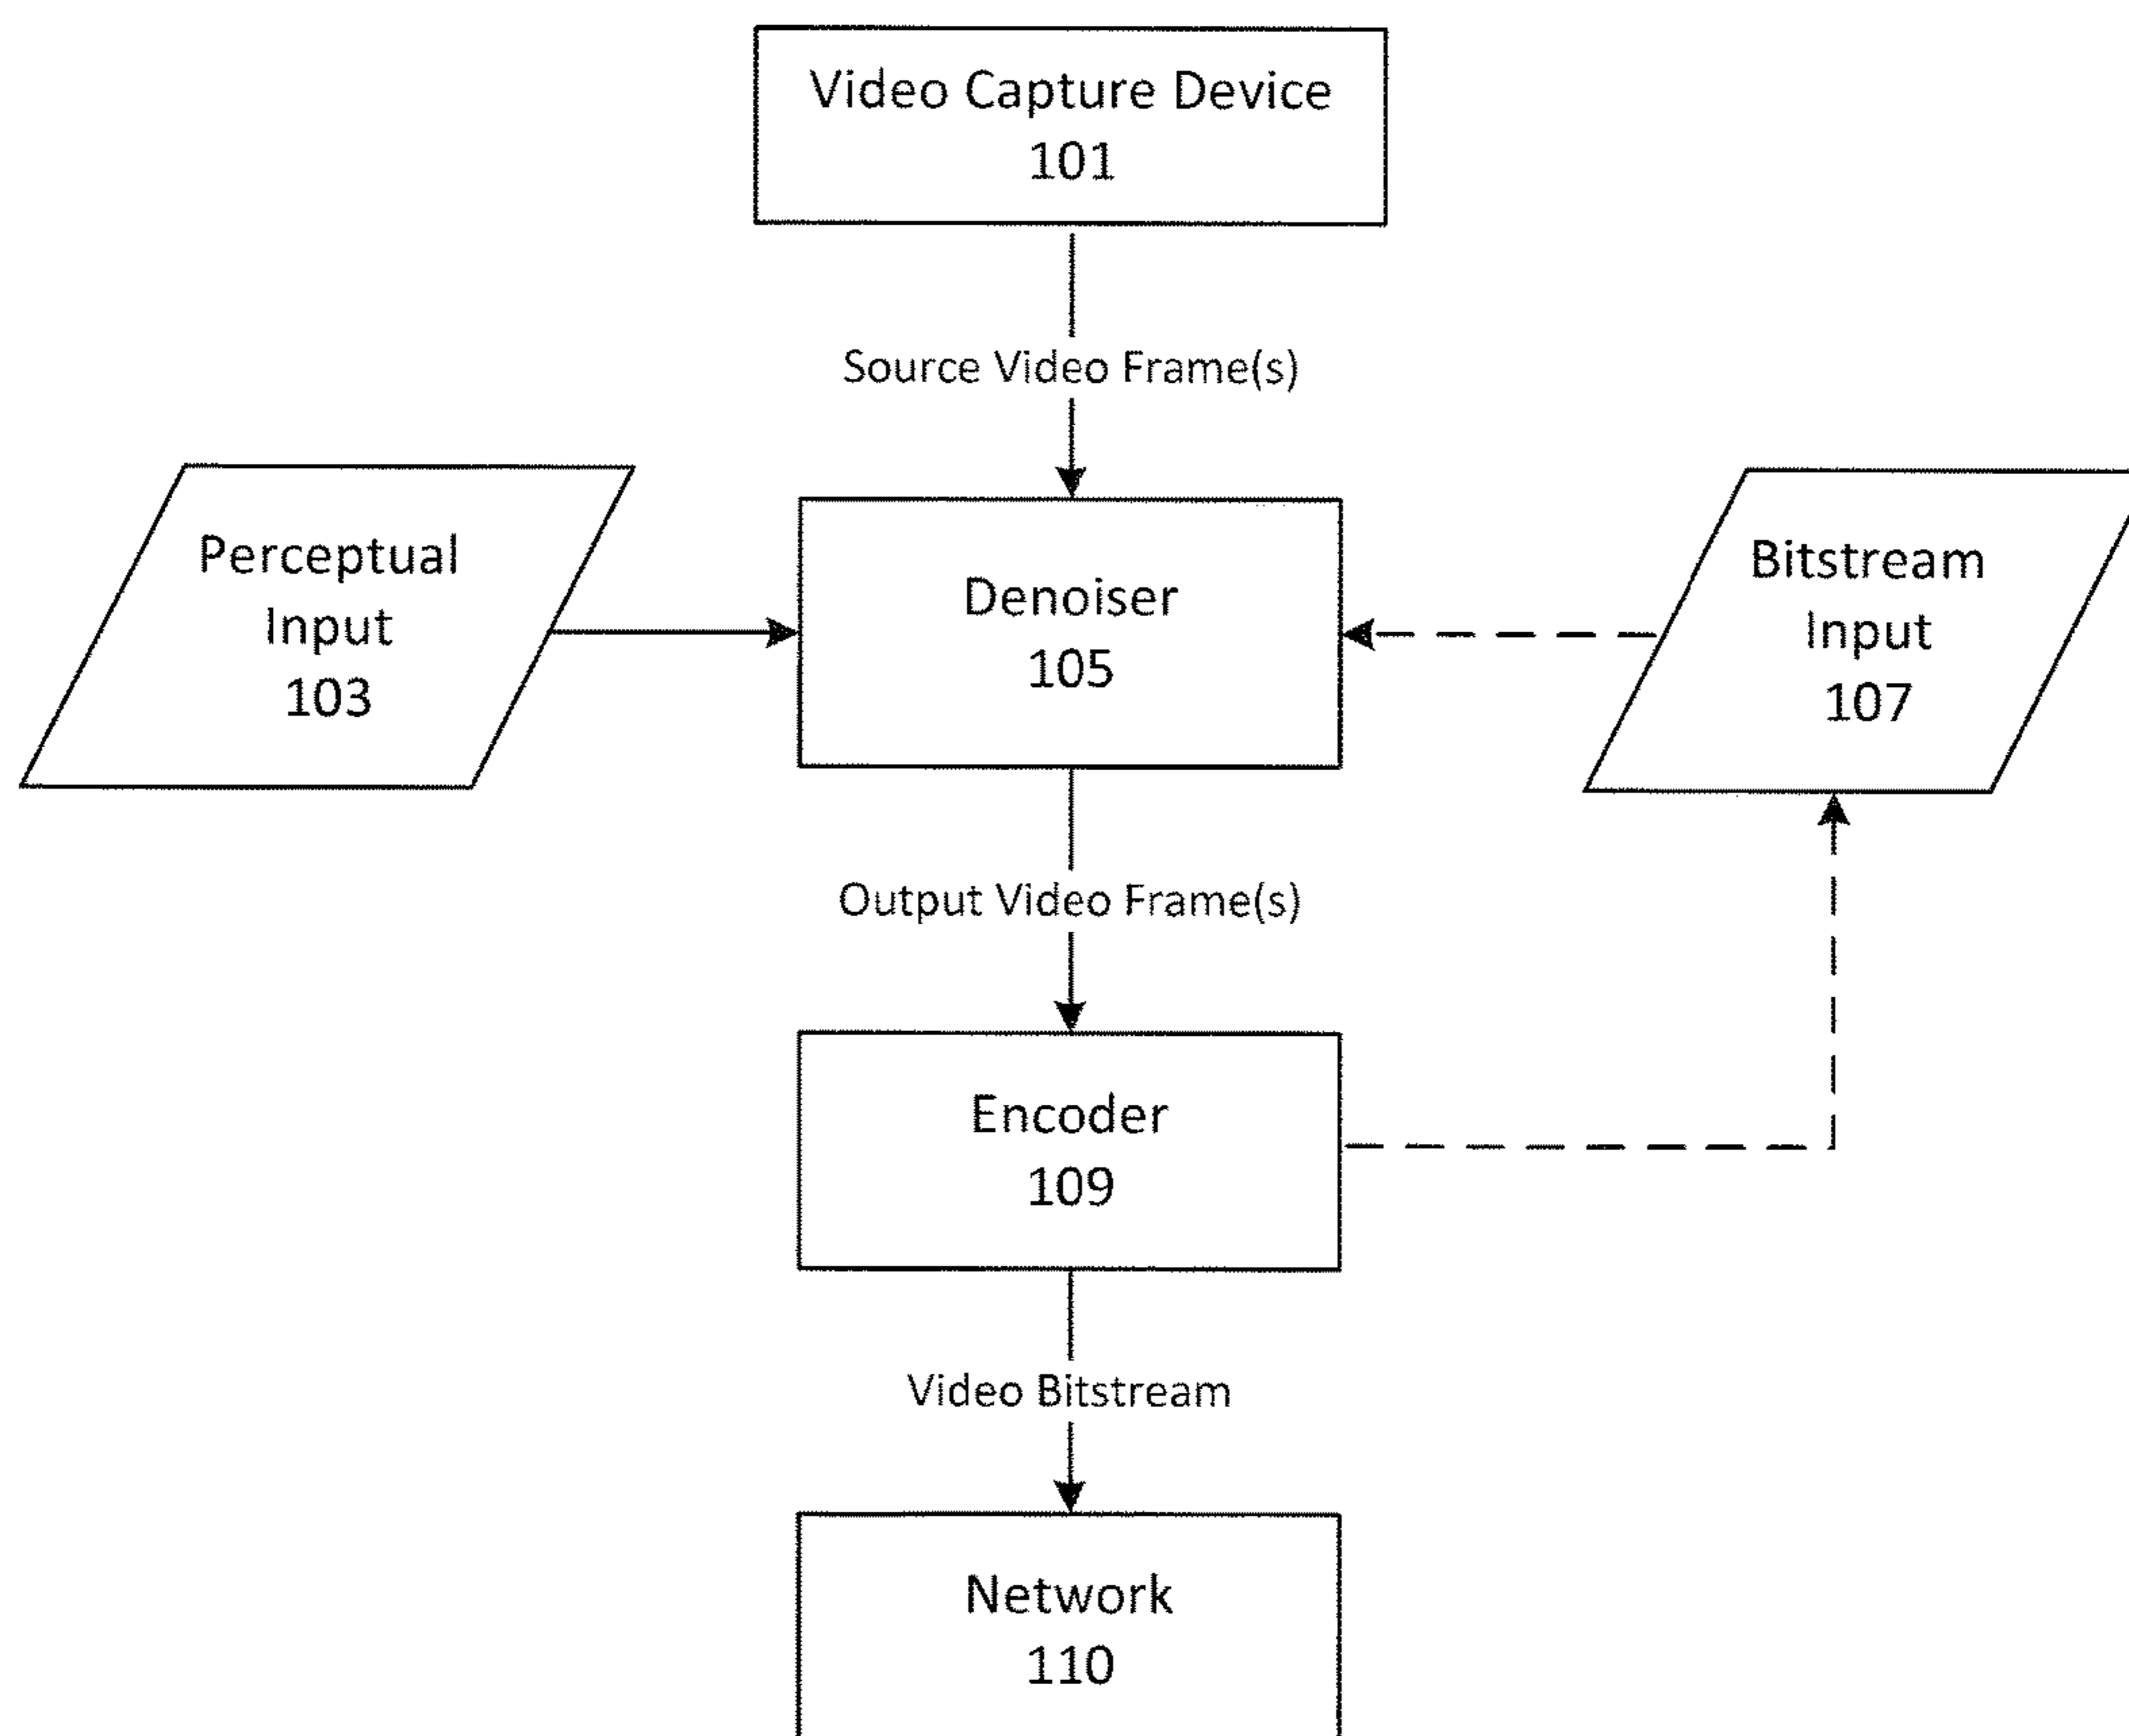 Video Capture Device
101
Source Video Frame(s)
Perceptual
Input
103
Denoiser
105
Bitstream
Input
107
Output Video Frame(s)
Encoder
109
Video Bitstream
Network
110